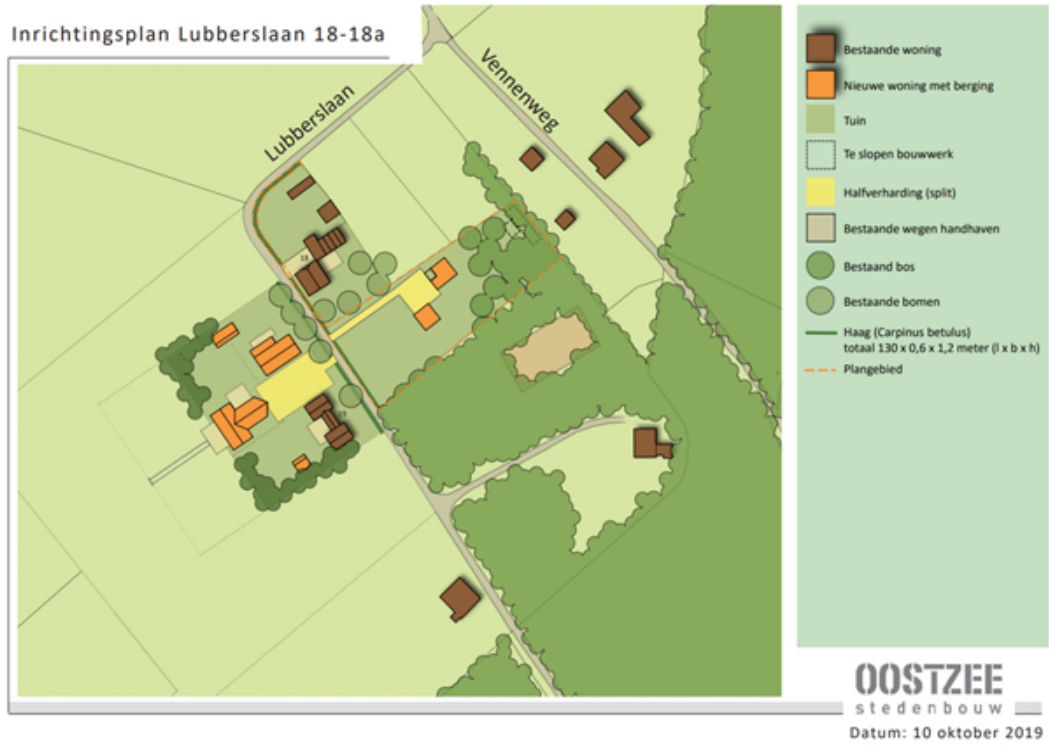 Inrichtingsplan Lubberslaan 18-18a
Lubberslaan
Vennenweg
18
19
Bestaande woning
Nieuwe woning met berging
Tuin
Te slopen bouwwerk
Halfverharding (split)
Bestaande wegen handhaven
Bestaand bos
Bestaande bomen
Haag (Carpinus betulus)
totaal 130 x 0,6 x 1,2 meter (l x b x h)
Plangebied
OOSTZEE
stedenbouw
Datum: 10 oktober 2019